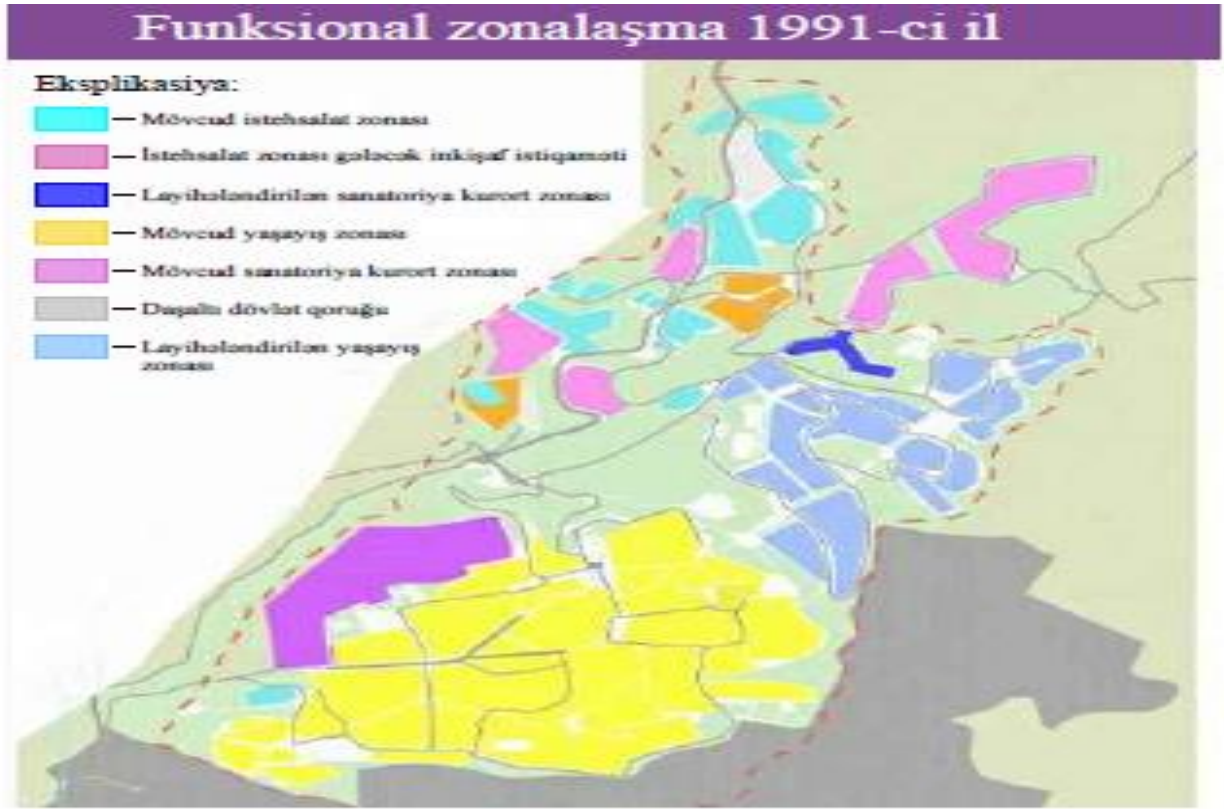 Funksional zonalaşma 1991-ci il
Eksplikasiya:
— Mövcud istehsalat zonası
— İstehsalat zonası gələcək inkişaf istiqaməti
— Layihələndirilən sanatoriya kurort zonası
— Mövcud yaşayış zonası
— Mövcud sanatoriya kurort zonası
— Daşaltı dövlət qoruğu
— Layihələndirilən yaşayış
zonası